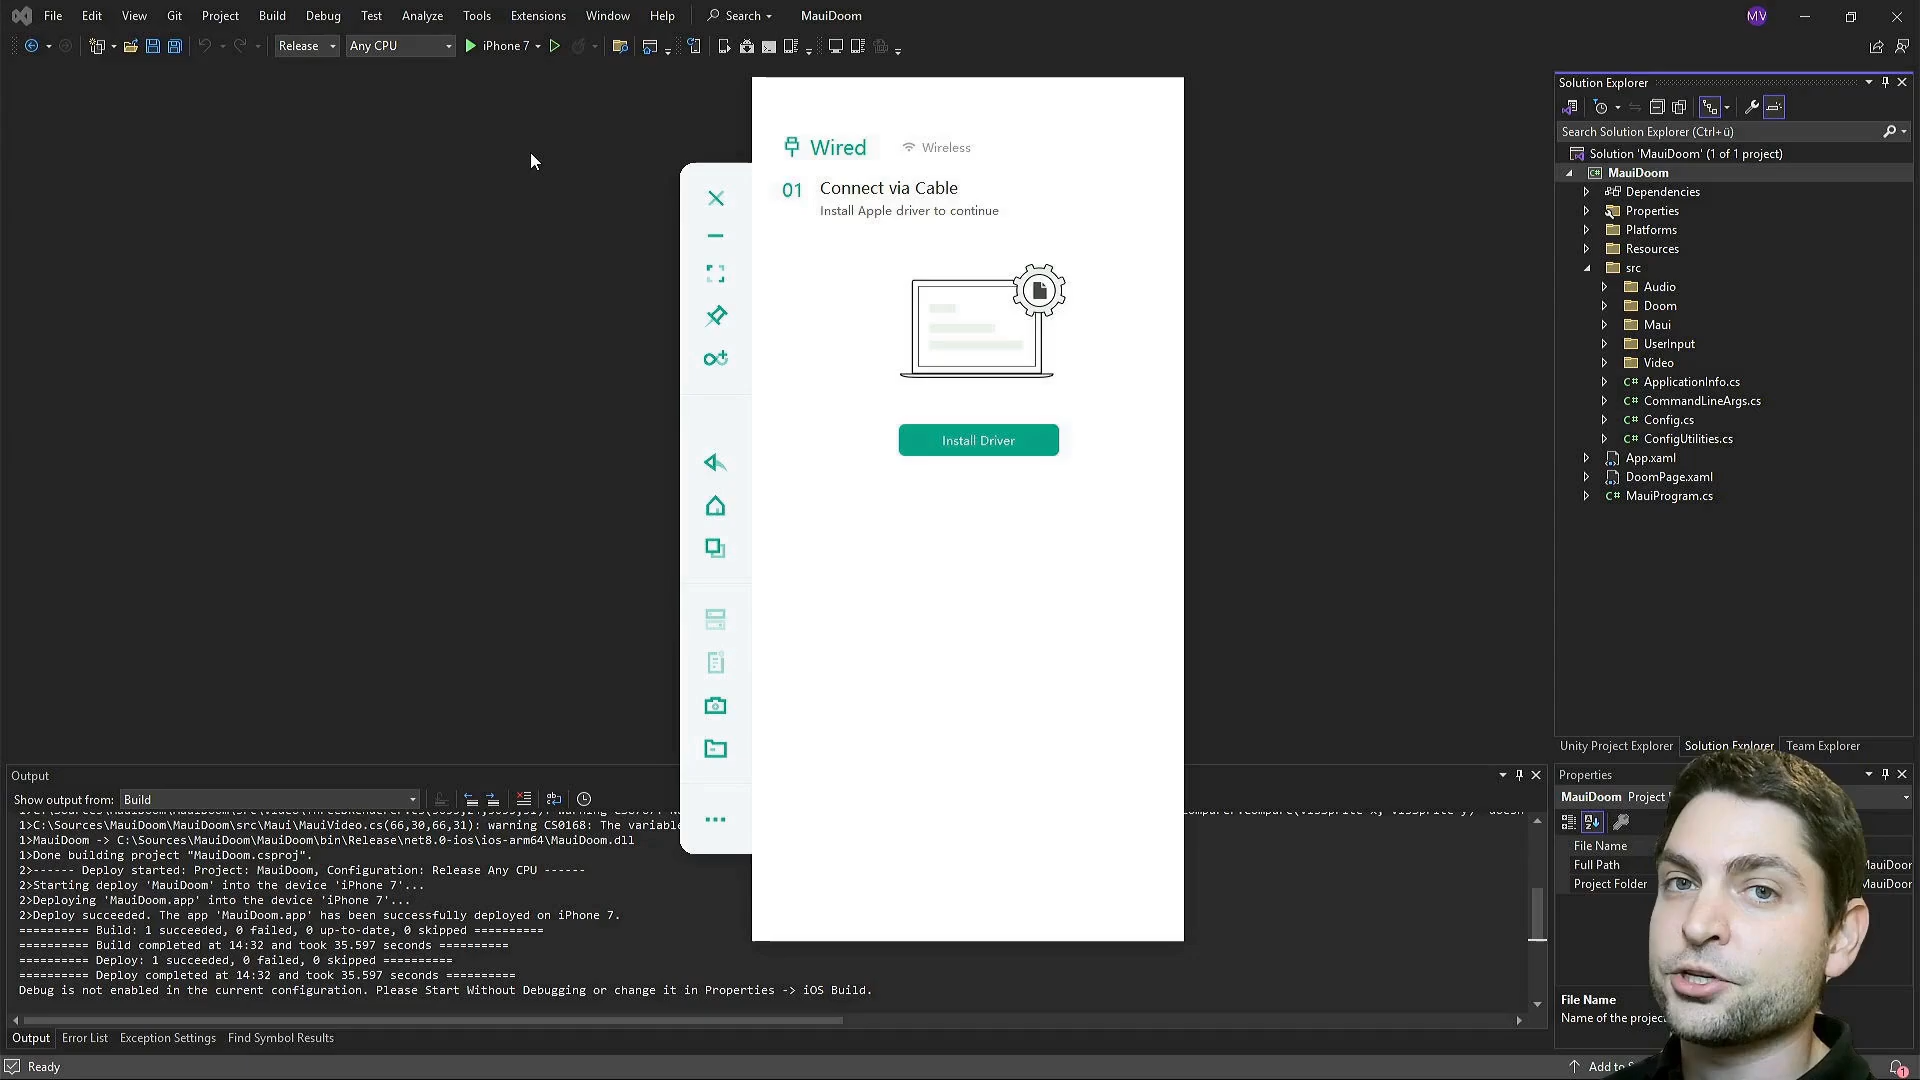 File Edit View Git Project Build Debug Test Analyze Tools Extensions Window Help Search MauiDoom MV
Release Any CPU iPhone 7
Wired Wireless
01 Connect via Cable
Install Apple driver to continue
Install Driver
Solution Explorer
Search Solution Explorer (Ctrl+ü)
Solution 'MauiDoom' (1 of 1 project)
C# MauiDoom
Dependencies
Properties
Platforms
Resources
src
Audio
Doom
Maui
UserInput
Video
C# ApplicationInfo.cs
C# CommandLineArgs.cs
C# Config.cs
C# ConfigUtilities.cs
App.xaml
DoomPage.xaml
C# MauiProgram.cs
Unity Project Explorer Solution Explorer Team Explorer
Output
Show output from: Build
1>C:\Sources\MauiDoom\MauiDoom\src\Maui\MauiVideo.cs(66,30,66,31): warning CS0168: The variable
1>MauiDoom -> C:\Sources\MauiDoom\MauiDoom\bin\Release\net8.0-ios\ios-arm64\MauiDoom.dll
1>Done building project "MauiDoom.csproj".
2>------ Deploy started: Project: MauiDoom, Configuration: Release Any CPU ------
2>Starting deploy 'MauiDoom' into the device 'iPhone 7'...
2>Deploying 'MauiDoom.app' into the device 'iPhone 7'...
2>Deploy succeeded. The app 'MauiDoom.app' has been successfully deployed on iPhone 7.
========== Build: 1 succeeded, 0 failed, 0 up-to-date, 0 skipped ==========
========== Build completed at 14:32 and took 35.597 seconds ==========
========== Deploy: 1 succeeded, 0 failed, 0 skipped ==========
========== Deploy completed at 14:32 and took 35.597 seconds ==========
Debug is not enabled in the current configuration. Please Start Without Debugging or change it in Properties -> iOS Build.
Output Error List Exception Settings Find Symbol Results
Ready
Properties
MauiDoom Project
File Name
Full Path MauiDoor
Project Folder MauiDoor
File Name
Name of the project
Add to S
1